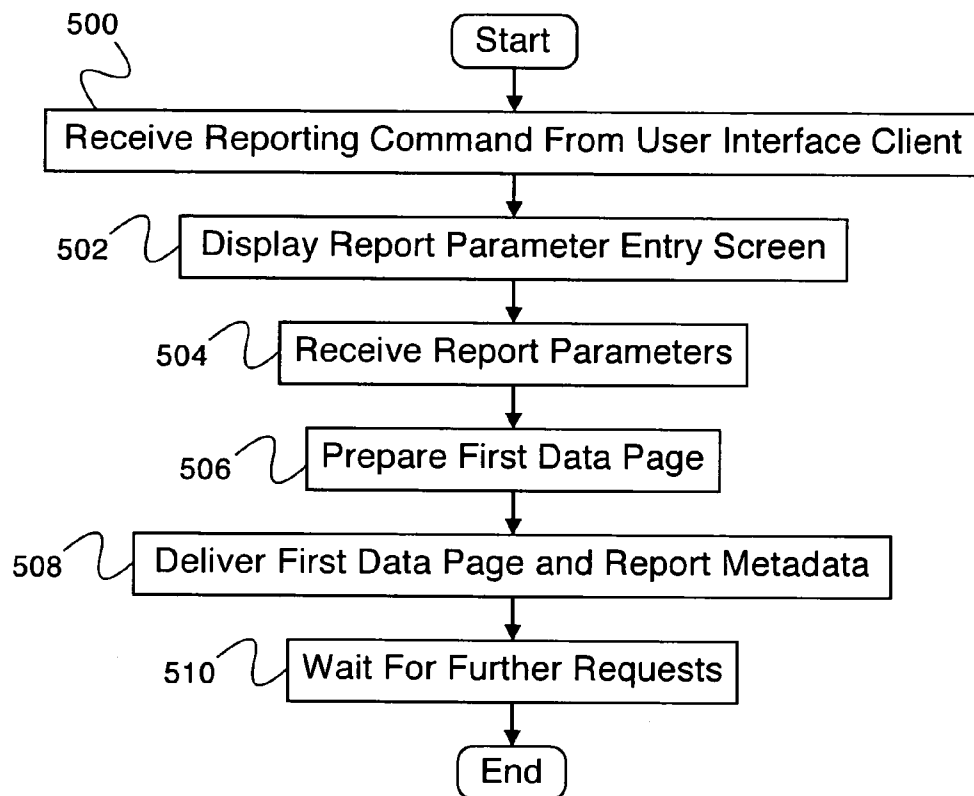 500
Start
Receive Reporting Command From User Interface Client
502
Display Report Parameter Entry Screen
504
Receive Report Parameters
506
Prepare First Data Page
508
Deliver First Data Page and Report Metadata
510
Wait For Further Requests
End